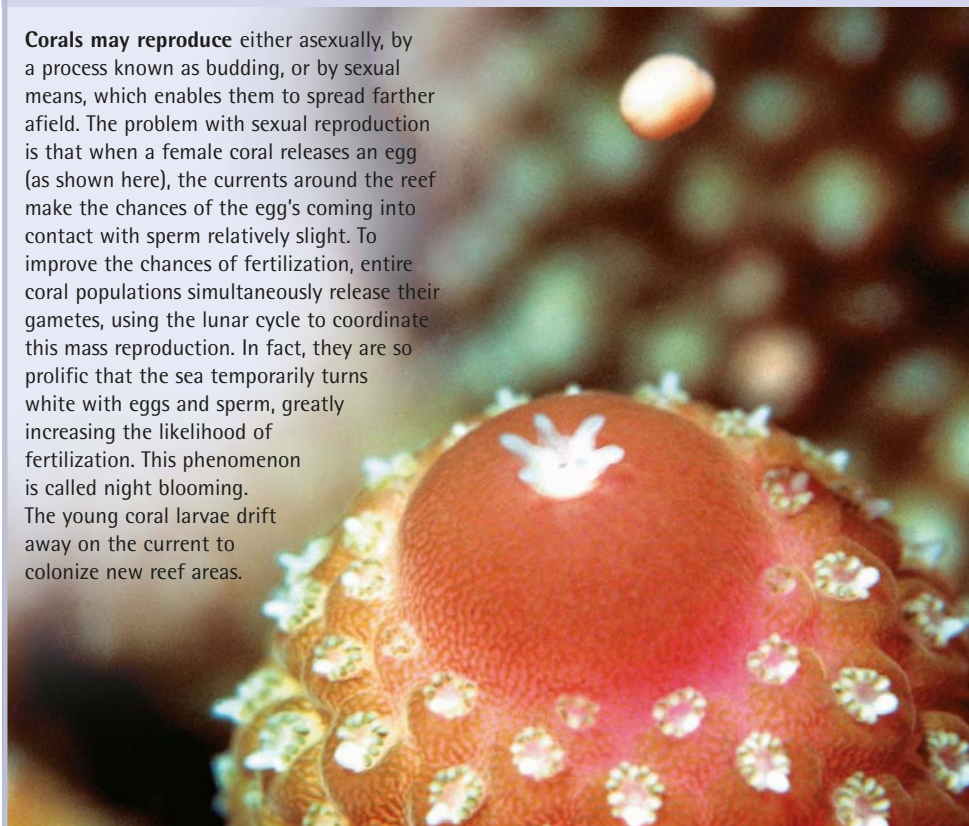 Corals may reproduce either asexually, by
a process known as budding, or by sexual
means, which enables them to spread farther
afield. The problem with sexual reproduction
is that when a female coral releases an egg
(as shown here), the currents around the reef
make the chances of the egg's coming into
contact with sperm relatively slight. To
improve the chances of fertilization, entire
coral populations simultaneously release their
gametes, using the lunar cycle to coordinate
this mass reproduction. In fact, they are so
prolific that the sea temporarily turns
white with eggs and sperm, greatly
increasing the likelihood of
fertilization. This phenomenon
is called night blooming.
The young coral larvae drift
away on the current to
colonize new reef areas.